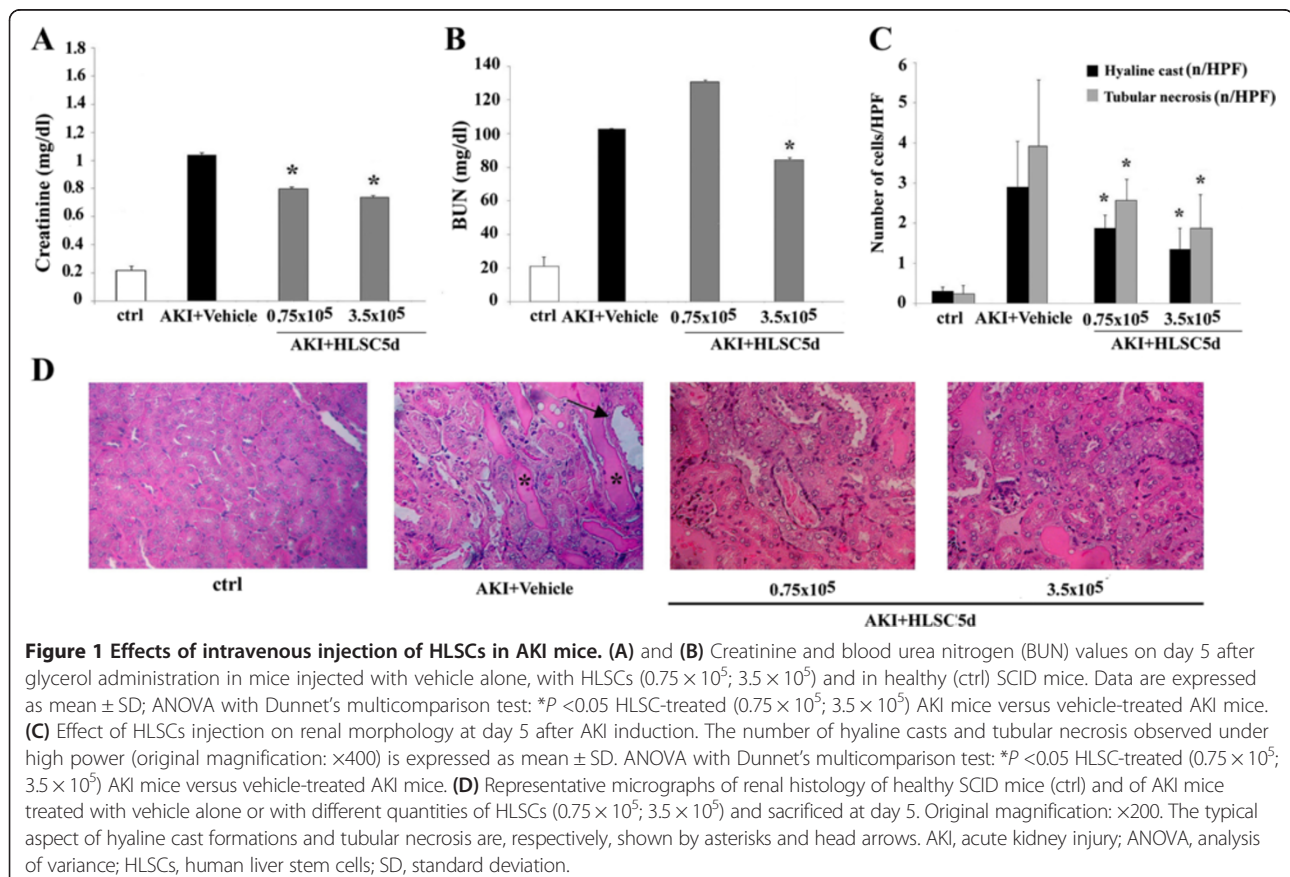 A
1.8
1.6
1.4
1.2
1
0.8
0.6
0.4
0.2
0
Creatinine (mg/dl)
*
*
ctrl
AKI+Vehicle
0.75x10⁵
3.5x10⁵
AKI+HLSC5d
B
140
120
100
80
60
40
20
0
BUN (mg/dl)
*
ctrl
AKI+Vehicle
0.75x10⁵
3.5x10⁵
AKI+HLSC5d
C
6
5
4
3
2
1
0
Number of cells/HPF
Hyaline cast (n/HPF)
Tubular necrosis (n/HPF)
*
*
*
*
ctrl
AKI+Vehicle
0.75x10⁵
3.5x10⁵
AKI+HLSC5d
D
*
*
ctrl
AKI+Vehicle
0.75x10⁵
3.5x10⁵
AKI+HLSC5d
Figure 1 Effects of intravenous injection of HLSCs in AKI mice. (A) and (B) Creatinine and blood urea nitrogen (BUN) values on day 5 after
glycerol administration in mice injected with vehicle alone, with HLSCs (0.75 × 10⁵; 3.5 × 10⁵) and in healthy (ctrl) SCID mice. Data are expressed
as mean ± SD; ANOVA with Dunnet's multicomparison test: *P <0.05 HLSC-treated (0.75 × 10⁵; 3.5 × 10⁵) AKI mice versus vehicle-treated AKI mice.
(C) Effect of HLSCs injection on renal morphology at day 5 after AKI induction. The number of hyaline casts and tubular necrosis observed under
high power (original magnification: ×400) is expressed as mean ± SD. ANOVA with Dunnet's multicomparison test: *P <0.05 HLSC-treated (0.75 × 10⁵;
3.5 × 10⁵) AKI mice versus vehicle-treated AKI mice. (D) Representative micrographs of renal histology of healthy SCID mice (ctrl) and of AKI mice
treated with vehicle alone or with different quantities of HLSCs (0.75 × 10⁵; 3.5 × 10⁵) and sacrificed at day 5. Original magnification: ×200. The typical
aspect of hyaline cast formations and tubular necrosis are, respectively, shown by asterisks and head arrows. AKI, acute kidney injury; ANOVA, analysis
of variance; HLSCs, human liver stem cells; SD, standard deviation.